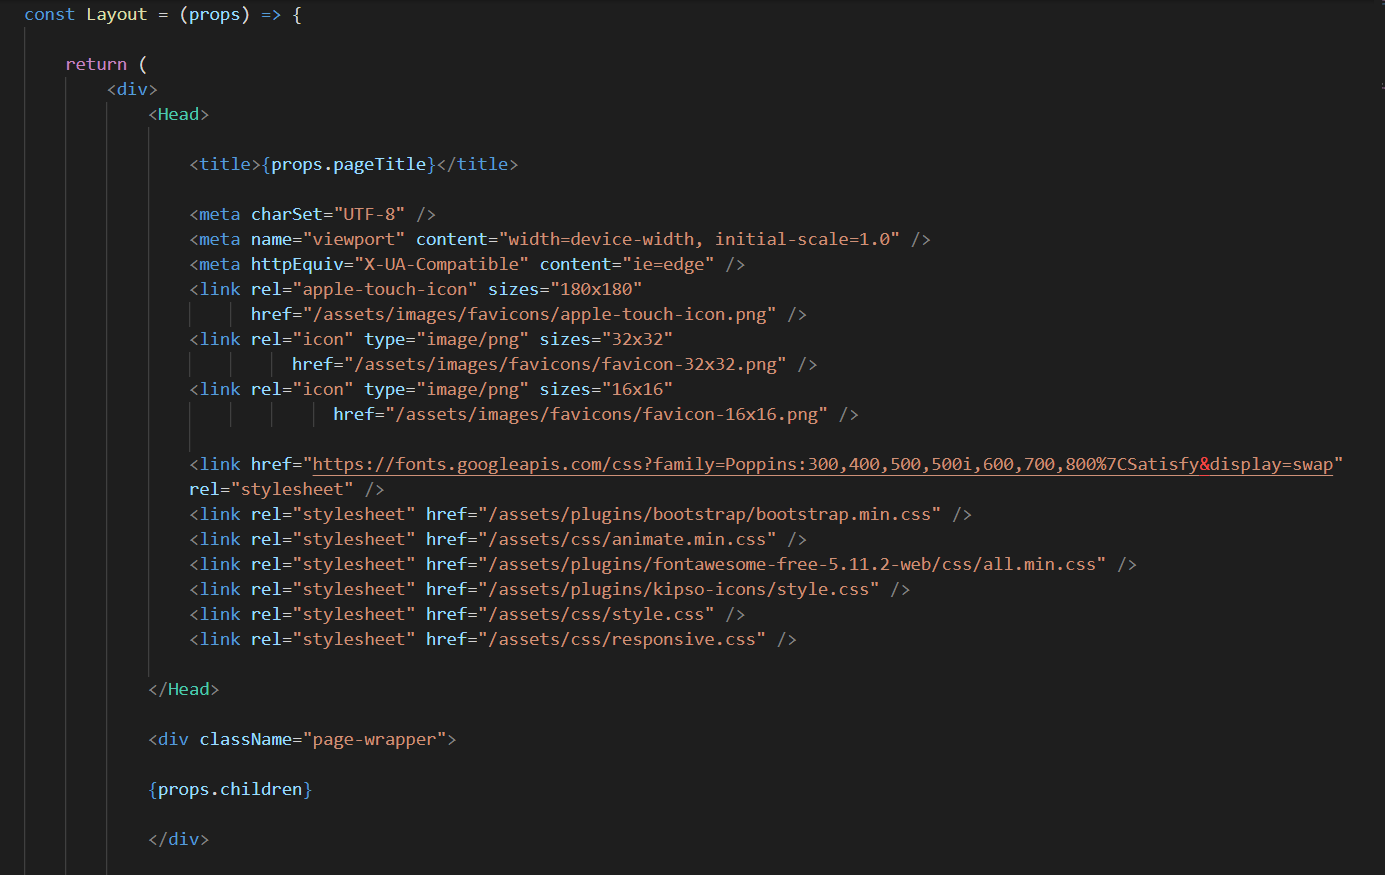 const Layout = (props) => {
return (
<div>
<Head>
<title>{props.pageTitle}</title>
<meta charSet="UTF-8" />
<meta name="viewport" content="width=device-width, initial-scale=1.0" />
<meta httpEquiv="X-UA-Compatible" content="ie=edge" />
<link rel="apple-touch-icon" sizes="180x180"
href="/assets/images/favicons/apple-touch-icon.png" />
<link rel="icon" type="image/png" sizes="32x32"
href="/assets/images/favicons/favicon-32x32.png" />
<link rel="icon" type="image/png" sizes="16x16"
href="/assets/images/favicons/favicon-16x16.png" />
<link href="https://fonts.googleapis.com/css?family=Poppins:300,400,500,500i,600,700,800%7CSatisfy&display=swap"
rel="stylesheet" />
<link rel="stylesheet" href="/assets/plugins/bootstrap/bootstrap.min.css" />
<link rel="stylesheet" href="/assets/css/animate.min.css" />
<link rel="stylesheet" href="/assets/plugins/fontawesome-free-5.11.2-web/css/all.min.css" />
<link rel="stylesheet" href="/assets/plugins/kipso-icons/style.css" />
<link rel="stylesheet" href="/assets/css/style.css" />
<link rel="stylesheet" href="/assets/css/responsive.css" />
</Head>
<div className="page-wrapper">
{props.children}
</div>